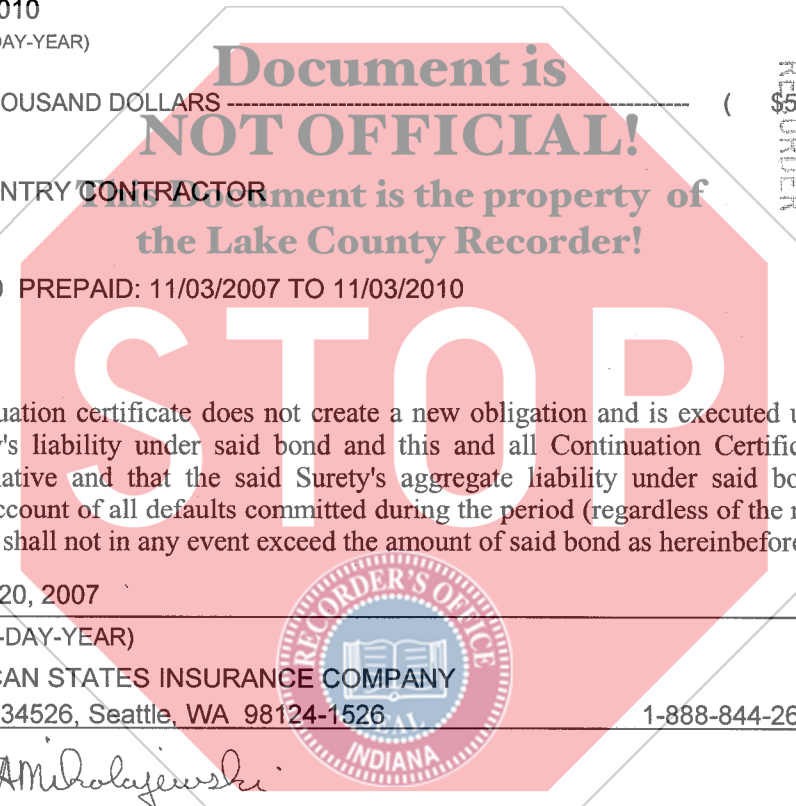 010
DAY-YEAR)
Document is
OUSAND DOLLARS ---------------------------------------------------------- ( $5
NOT OFFICIAL!
RECORDER
NTRY CONTRACTOR
This Document is the property of
the Lake County Recorder!
PREPAID: 11/03/2007 TO 11/03/2010
STOP
uation certificate does not create a new obligation and is executed u
y's liability under said bond and this and all Continuation Certific
lative and that the said Surety's aggregate liability under said bo
ccount of all defaults committed during the period (regardless of the
shall not in any event exceed the amount of said bond as hereinbefore
20, 2007
-DAY-YEAR)
RECORDER'S OFFICE
CAN STATES INSURANCE COMPANY
34526, Seattle, WA 98124-1526 1-888-844-26
SEAL
INDIANA
AMikolajewski